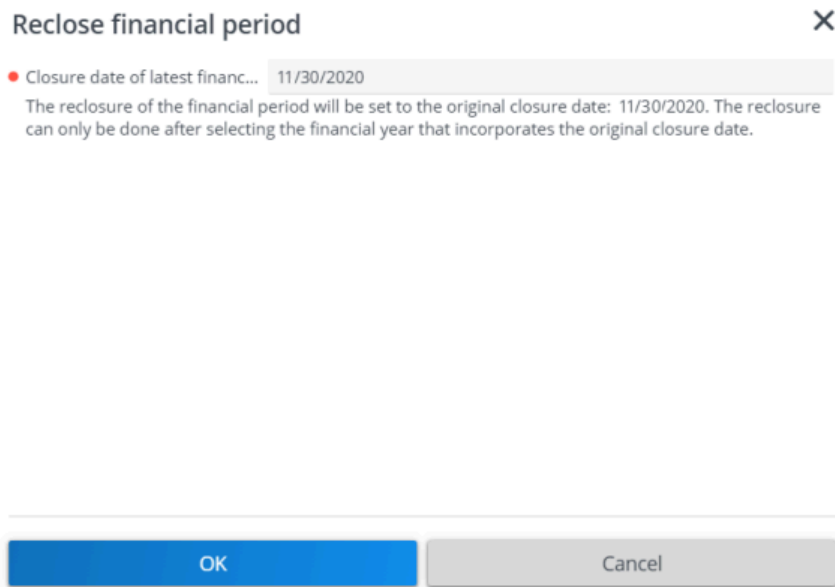 Reclose financial period
Closure date of latest financ... 11/30/2020
The reclosure of the financial period will be set to the original closure date: 11/30/2020. The reclosure
can only be done after selecting the financial year that incorporates the original closure date.
OK Cancel